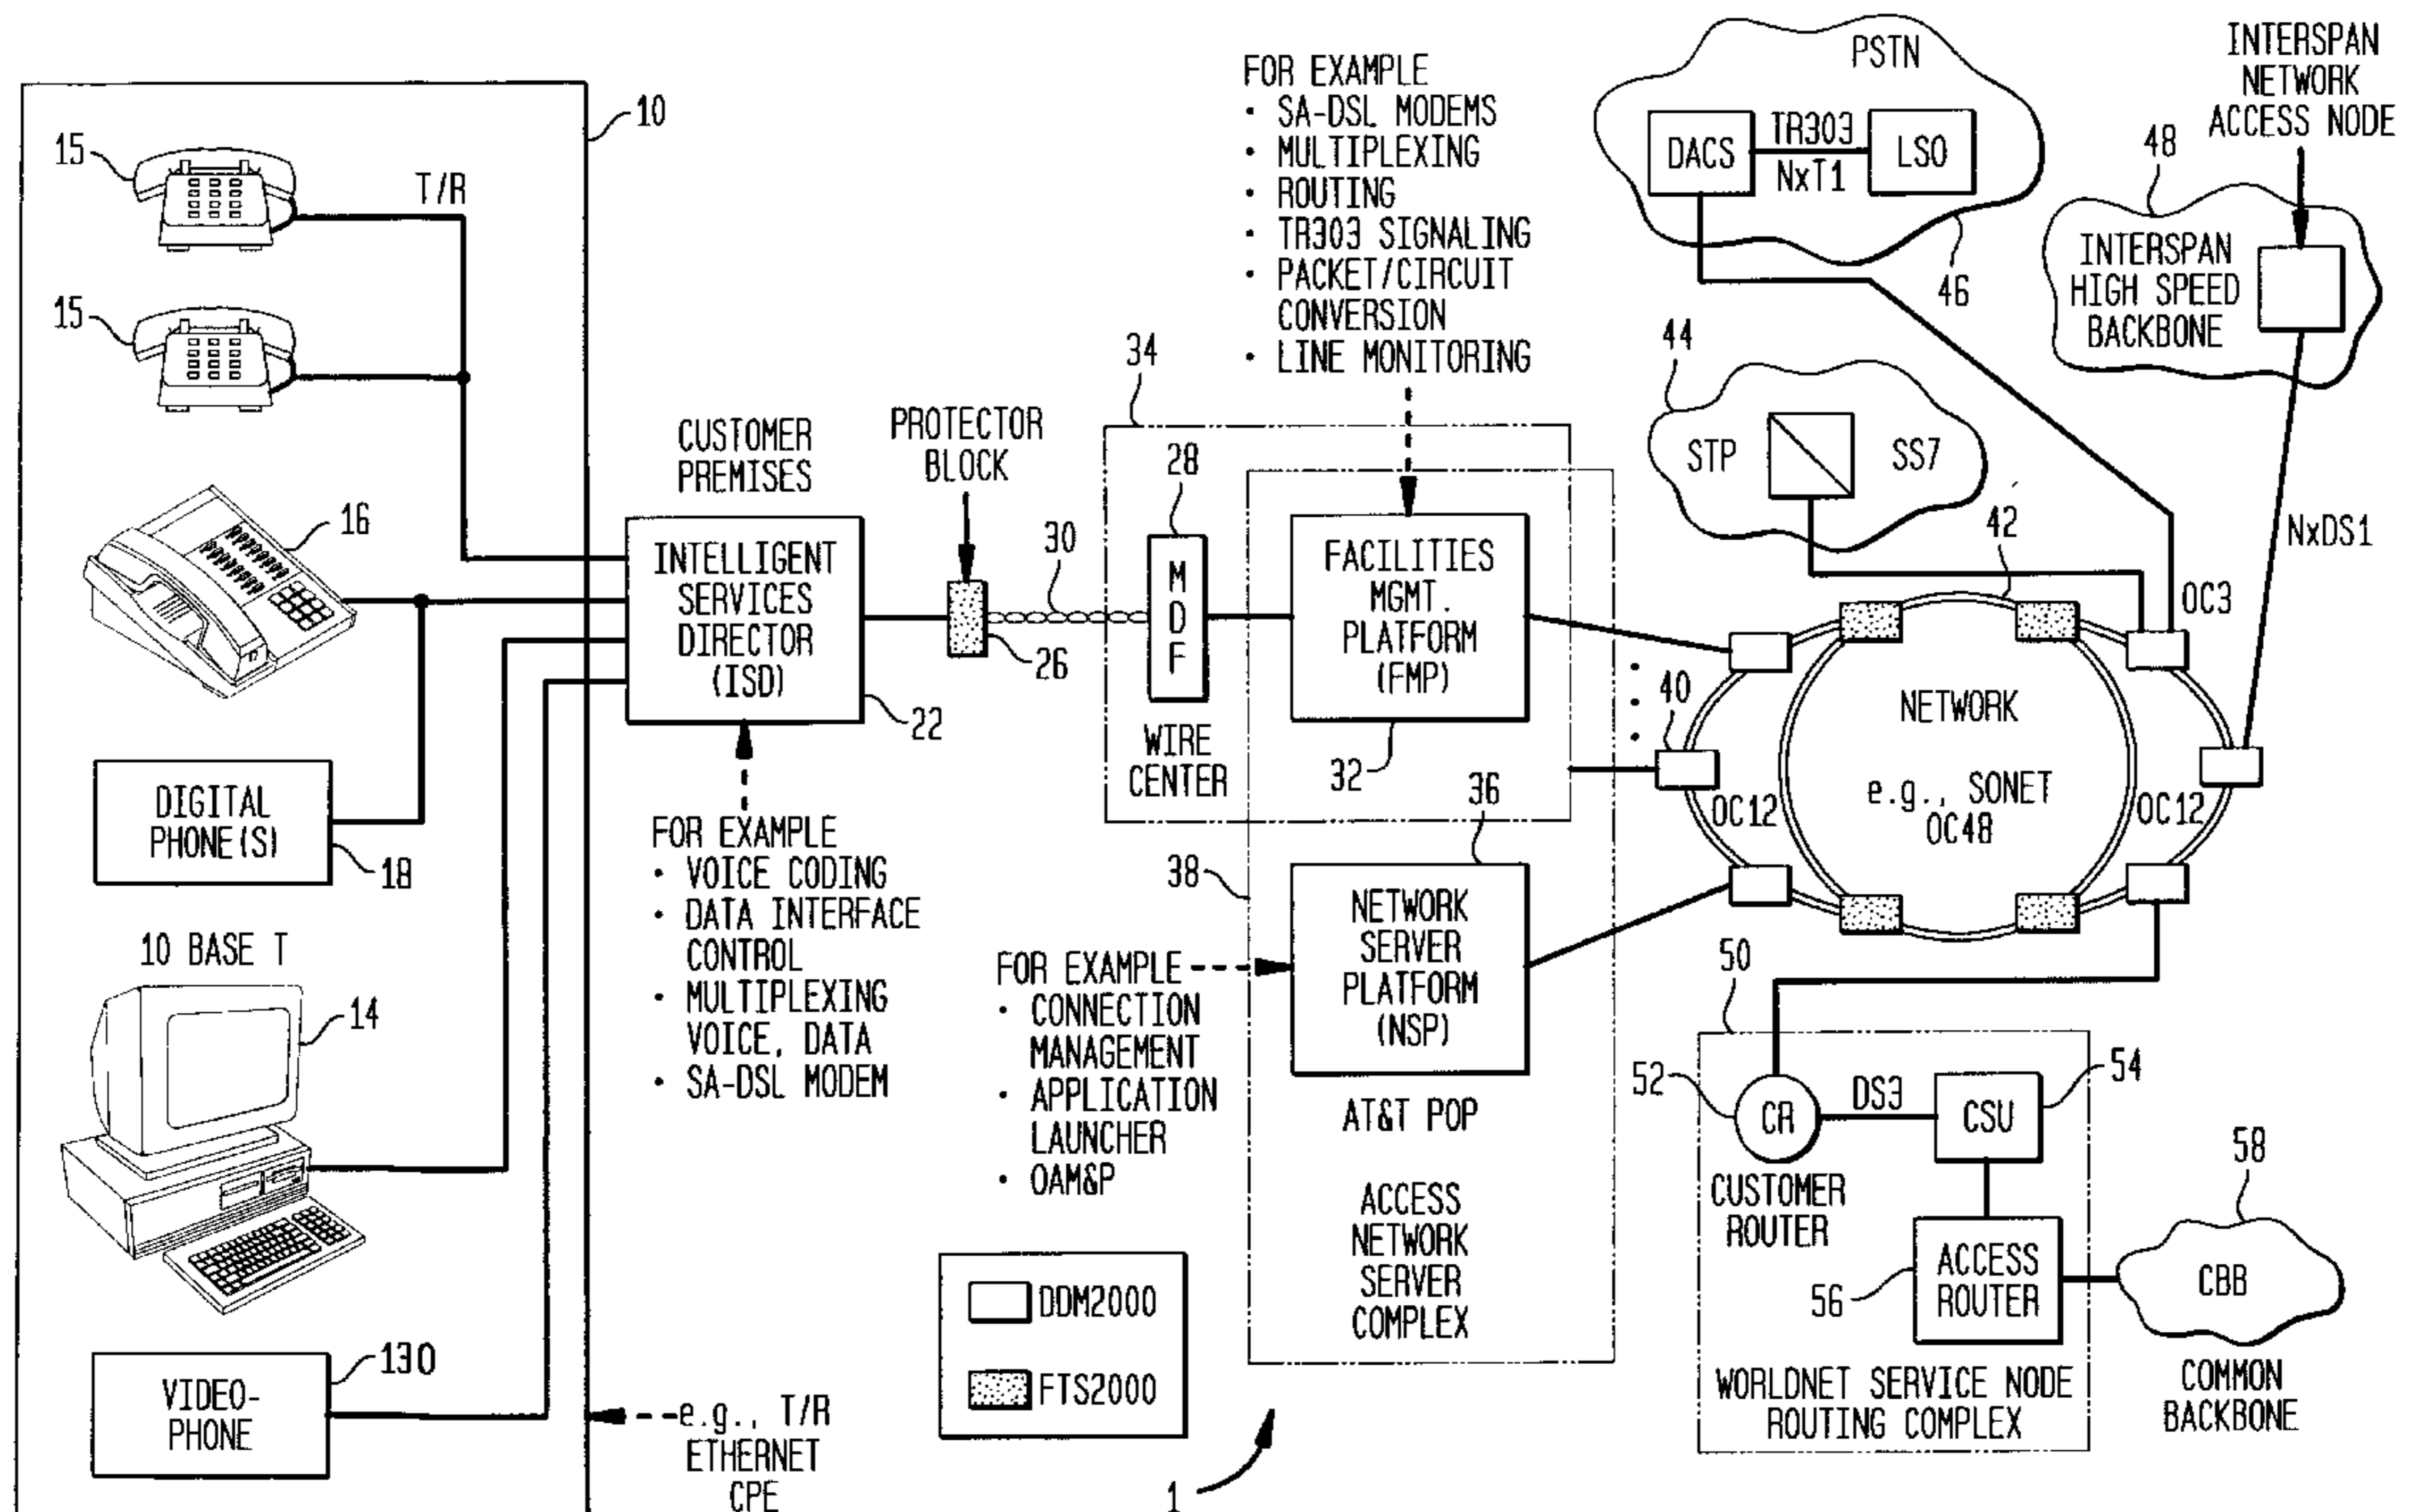 10
15
T/R
15
16
DIGITAL
PHONE(S)
18
10 BASE T
14
VIDEO-
PHONE
130
e.g., T/R
ETHERNET
CPE
CUSTOMER
PREMISES
INTELLIGENT
SERVICES
DIRECTOR
(ISD)
22
FOR EXAMPLE
• VOICE CODING
• DATA INTERFACE
CONTROL
• MULTIPLEXING
VOICE, DATA
• SA-DSL MODEM
PROTECTOR
BLOCK
26
30
FOR EXAMPLE
• SA-DSL MODEMS
• MULTIPLEXING
• ROUTING
• TR303 SIGNALING
• PACKET/CIRCUIT
CONVERSION
• LINE MONITORING
34
28
MDF
WIRE
CENTER
FACILITIES
MGMT.
PLATFORM
(FMP)
32
36
38
NETWORK
SERVER
PLATFORM
(NSP)
FOR EXAMPLE
• CONNECTION
MANAGEMENT
• APPLICATION
LAUNCHER
• OAM&P
AT&T POP
ACCESS
NETWORK
SERVER
COMPLEX
DDM2000
FTS2000
1
PSTN
DACS
TR303
NxT1
LSO
46
INTERSPAN
NETWORK
ACCESS NODE
48
INTERSPAN
HIGH SPEED
BACKBONE
44
STP
SS7
42
NxDS1
OC3
40
NETWORK
e.g., SONET
OC48
OC12
OC12
50
52
CR
DS3
CSU
54
CUSTOMER
ROUTER
56
ACCESS
ROUTER
58
CBB
COMMON
BACKBONE
WORLDNET SERVICE NODE
ROUTING COMPLEX